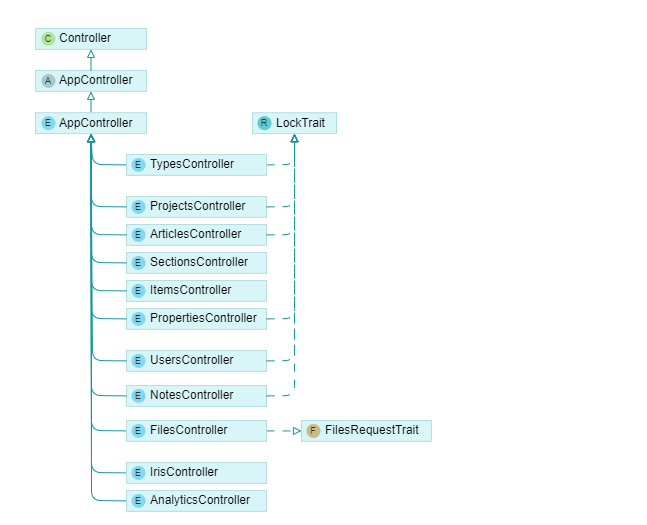 C Controller
A AppController
E AppController
R LockTrait
E TypesController
E ProjectsController
E ArticlesController
E SectionsController
E ItemsController
E PropertiesController
E UsersController
E NotesController
E FilesController
F FilesRequestTrait
E IrisController
E AnalyticsController